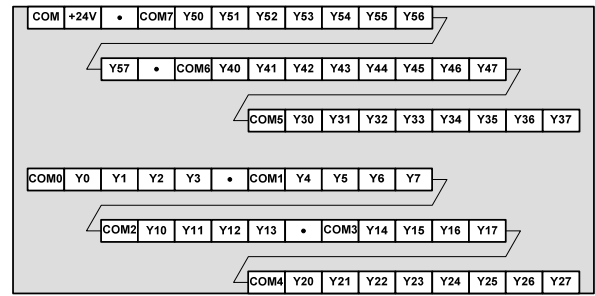 COM +24V • COM7 Y50 Y51 Y52 Y53 Y54 Y55 Y56
Y57 • COM6 Y40 Y41 Y42 Y43 Y44 Y45 Y46 Y47
COM5 Y30 Y31 Y32 Y33 Y34 Y35 Y36 Y37
COM0 Y0 Y1 Y2 Y3 • COM1 Y4 Y5 Y6 Y7
COM2 Y10 Y11 Y12 Y13 • COM3 Y14 Y15 Y16 Y17
COM4 Y20 Y21 Y22 Y23 Y24 Y25 Y26 Y27